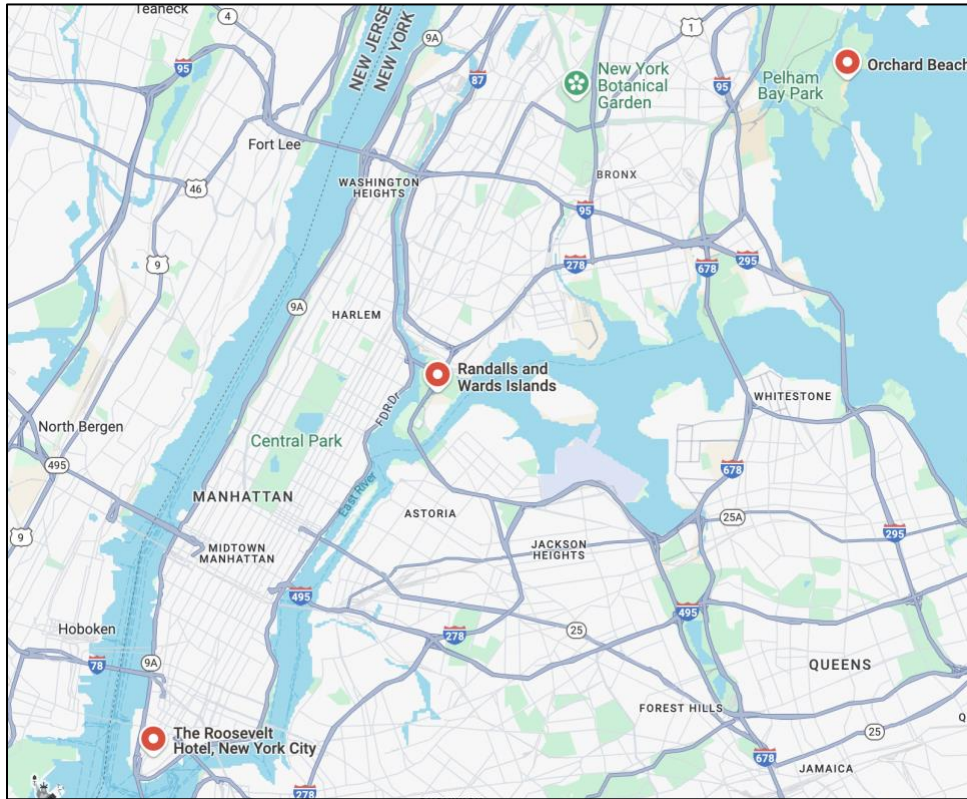 Teaneck
4
1
9A
NEW JERSEY
NEW YORK
95
87
New York
Botanical
Garden
95
Pelham
Bay Park
Orchard Beach
Fort Lee
46
WASHINGTON
HEIGHTS
BRONX
95
9
278
678
295
9A
HARLEM
Randalls and
Wards Islands
FDR Dr
WHITESTONE
North Bergen
Central Park
495
678
East River
MANHATTAN
ASTORIA
25A
9
MIDTOWN
MANHATTAN
JACKSON
HEIGHTS
295
495
495
Hoboken
278
25
78
9A
QUEENS
FOREST HILLS
The Roosevelt
Hotel, New York City
25
Q
678
JAMAICA
278